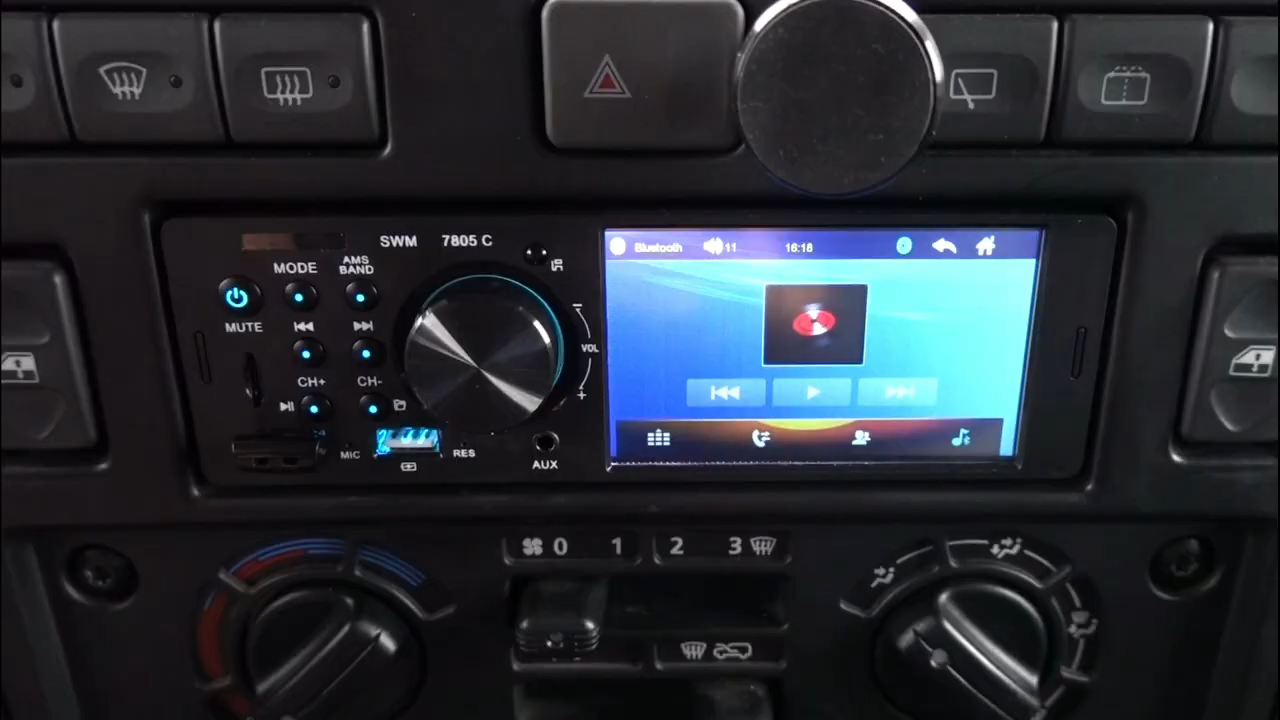 SWM 7805 C
MODE
AMS
BAND
MUTE
CH+
CH-
VOL
MIC
RES
AUX
Bluetooth 11 16:16
0 1 2 3